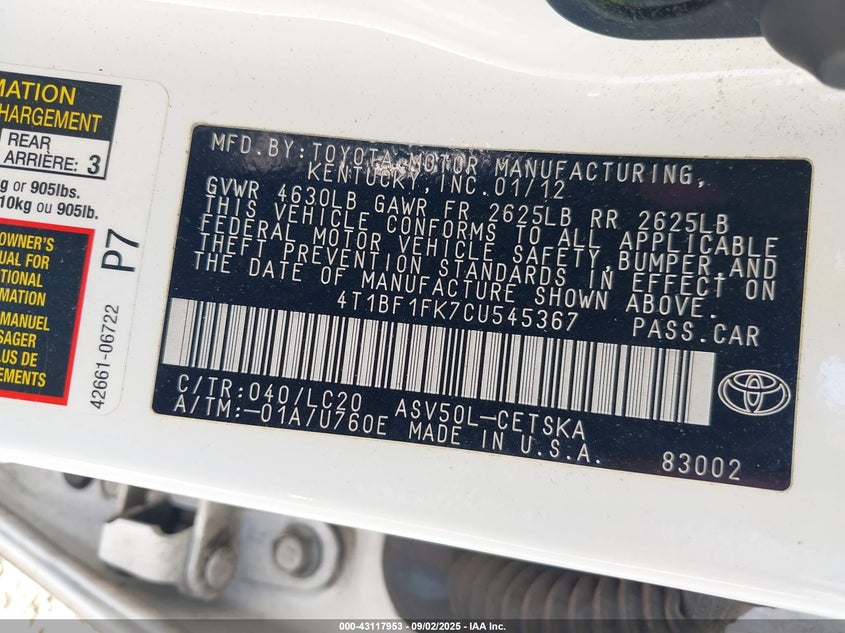 MATION
CHARGEMENT
REAR
ARRIÈRE: 3
g or 905lbs.
10kg ou 905lb.
OWNER'S
UAL FOR
TIONAL
RMATION
MANUEL
SAGER
LUS DE
EMENTS
P7
42661-06722
MFD.BY:TOYOTA MOTOR MANUFACTURING,
KENTUCKY,INC.01/12
GVWR 4630LB GAWR FR 2625LB RR 2625LB
THIS VEHICLE CONFORMS TO ALL APPLICABLE
FEDERAL MOTOR VEHICLE SAFETY,BUMPER,AND
THEFT PREVENTION STANDARDS IN EFFECT ON
THE DATE OF MANUFACTURE SHOWN ABOVE.
4T1BF1FK7CU545367 PASS.CAR
C/TR:040/LC20 ASV50L-CETSKA
A/TM:-01A/U760E MADE IN U.S.A.
83002
000-43117953 | 09/02/2025 - IAA Inc.